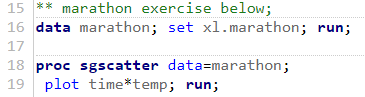 15 ** marathon exercise below;
16 data marathon; set xl.marathon; run;
17
18 proc sgscatter data=marathon;
19 plot time*temp; run;